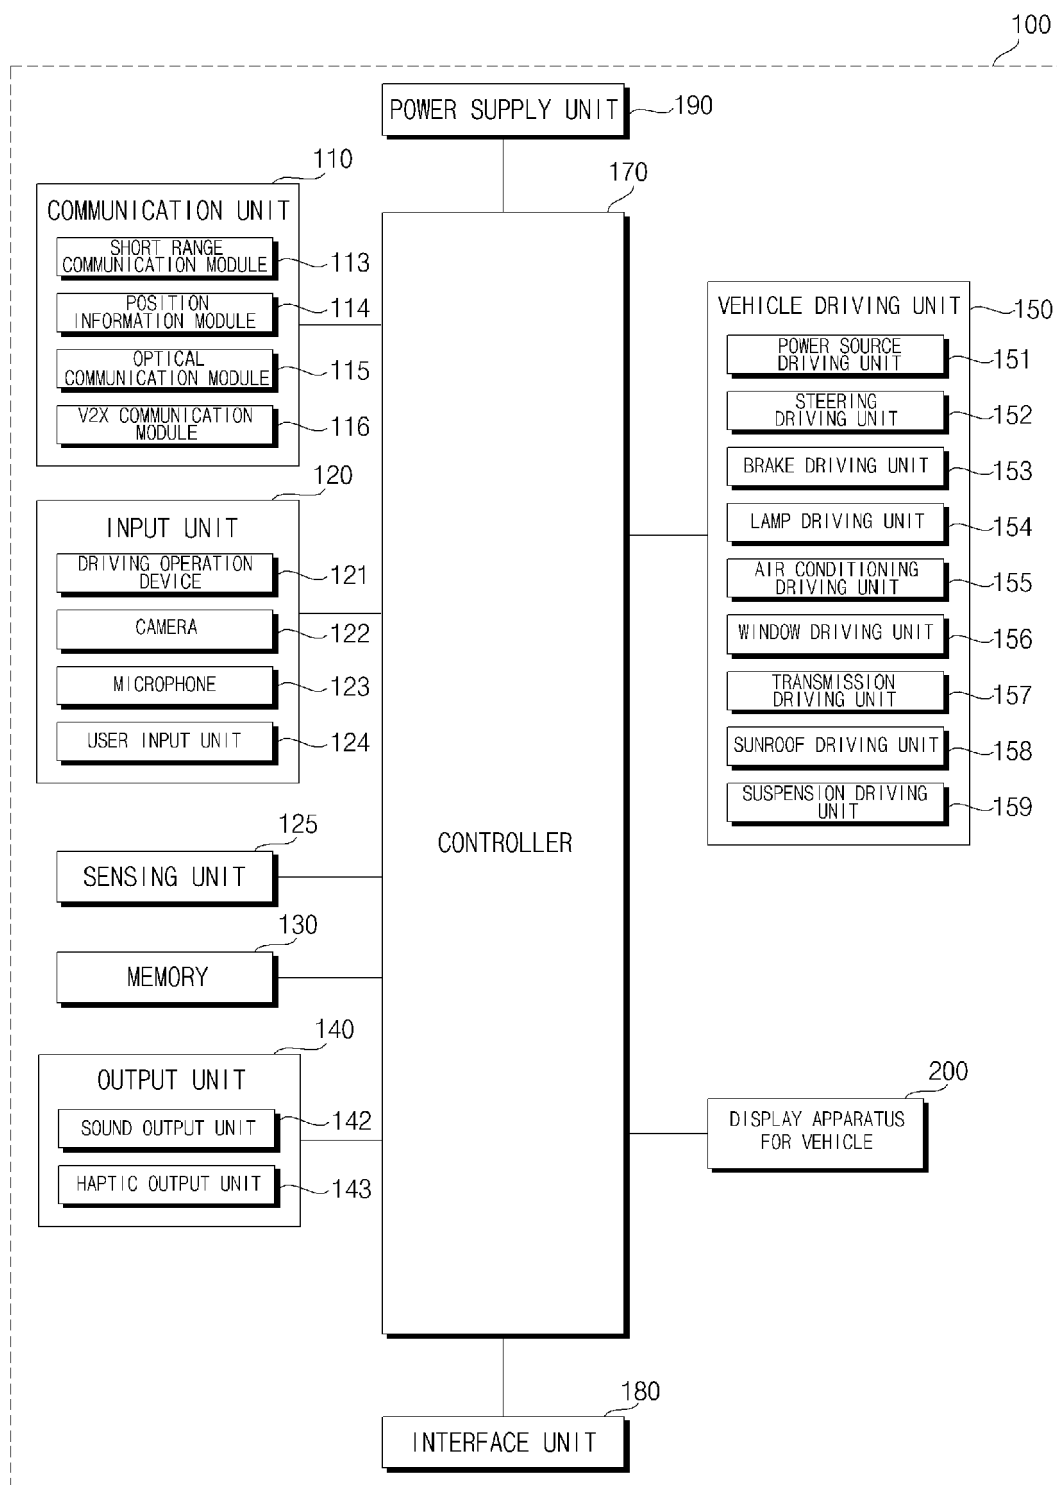 100
POWER SUPPLY UNIT
190
110
COMMUNICATION UNIT
SHORT RANGE
COMMUNICATION MODULE
113
POSITION
INFORMATION MODULE
114
OPTICAL
COMMUNICATION MODULE
115
V2X COMMUNICATION
MODULE
116
120
INPUT UNIT
DRIVING OPERATION
DEVICE
121
CAMERA
122
MICROPHONE
123
USER INPUT UNIT
124
125
SENSING UNIT
130
MEMORY
140
OUTPUT UNIT
SOUND OUTPUT UNIT
142
HAPTIC OUTPUT UNIT
143
170
CONTROLLER
VEHICLE DRIVING UNIT
150
POWER SOURCE
DRIVING UNIT
151
STEERING
DRIVING UNIT
152
BRAKE DRIVING UNIT
153
LAMP DRIVING UNIT
154
AIR CONDITIONING
DRIVING UNIT
155
WINDOW DRIVING UNIT
156
TRANSMISSION
DRIVING UNIT
157
SUNROOF DRIVING UNIT
158
SUSPENSION DRIVING
UNIT
159
200
DISPLAY APPARATUS
FOR VEHICLE
180
INTERFACE UNIT